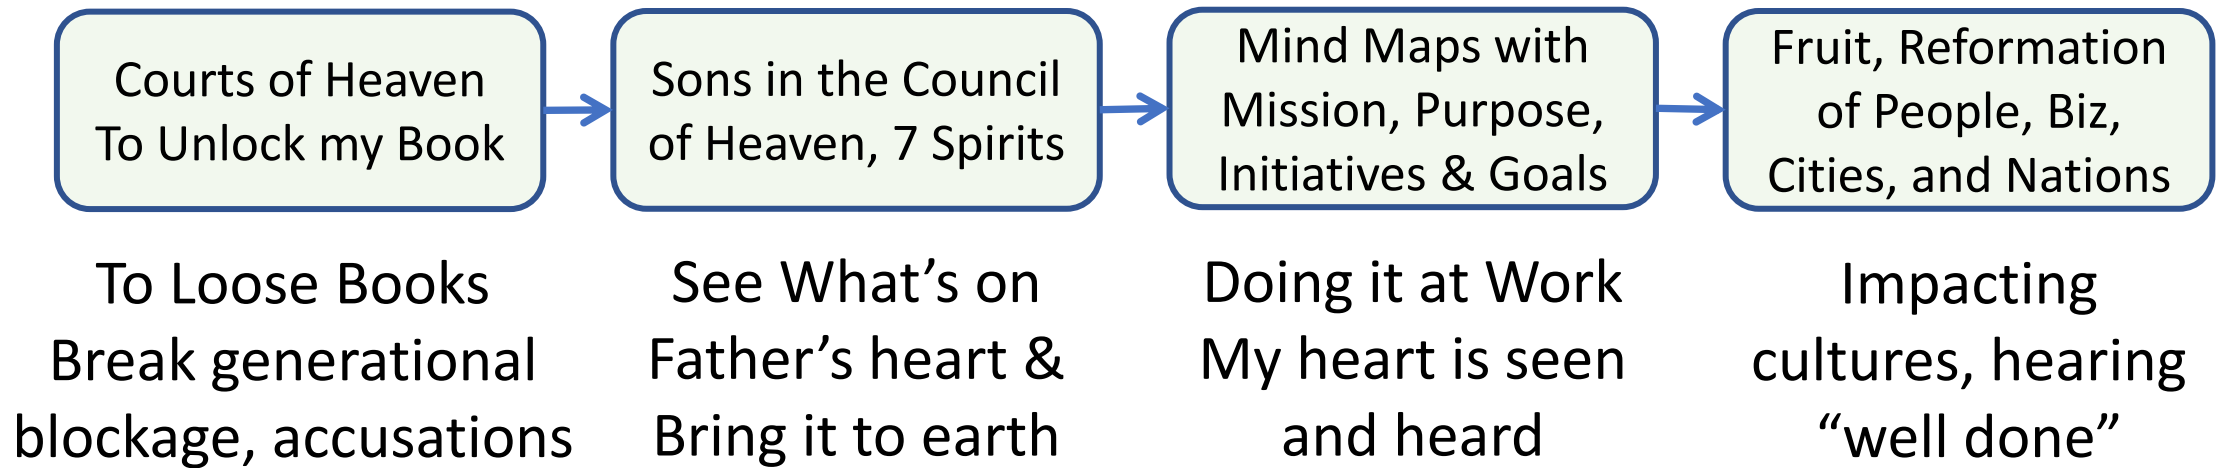 Courts of Heaven
To Unlock my Book
Sons in the Council
of Heaven, 7 Spirits
Mind Maps with
Mission, Purpose,
Initiatives & Goals
Fruit, Reformation
of People, Biz,
Cities, and Nations
To Loose Books
Break generational
blockage, accusations
See What’s on
Father’s heart &
Bring it to earth
Doing it at Work
My heart is seen
and heard
Impacting
cultures, hearing
“well done”